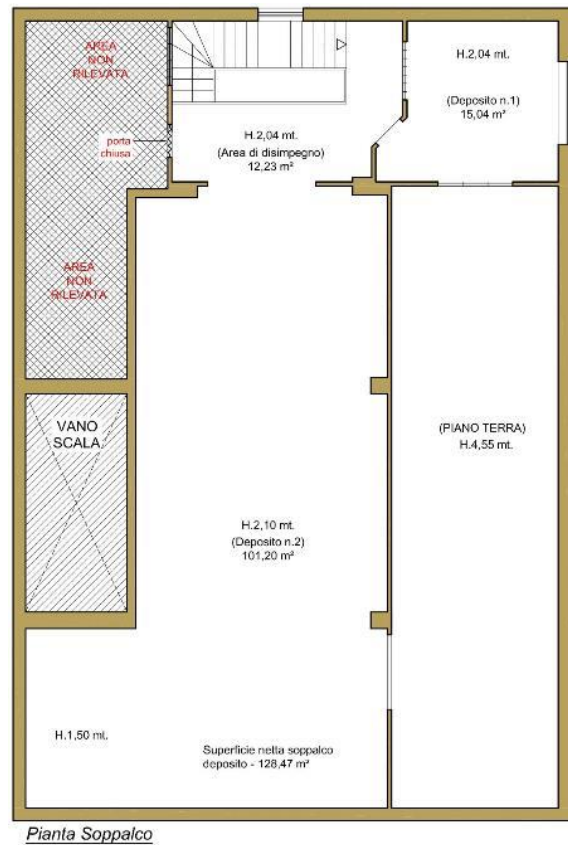 AREA
NON
RILEVATA
H.2,04 mt.
(Deposito n.1)
15,04 m²
porta
chiusa
H.2,04 mt.
(Area di disimpegno)
12,23 m²
AREA
NON
RILEVATA
VANO
SCALA
(PIANO TERRA)
H.4,55 mt.
H.2,10 mt.
(Deposito n.2)
101,20 m²
H.1,50 mt.
Superficie netta soppalco
deposito - 128,47 m²
Pianta Soppalco